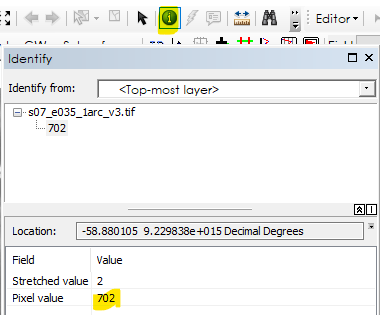 Editor
Identify
Identify from: <Top-most layer>
s07_e035_1arc_v3.tif
702
Location: -58.880105 9.229838e+015 Decimal Degrees
Field Value
Stretched value 2
Pixel value 702